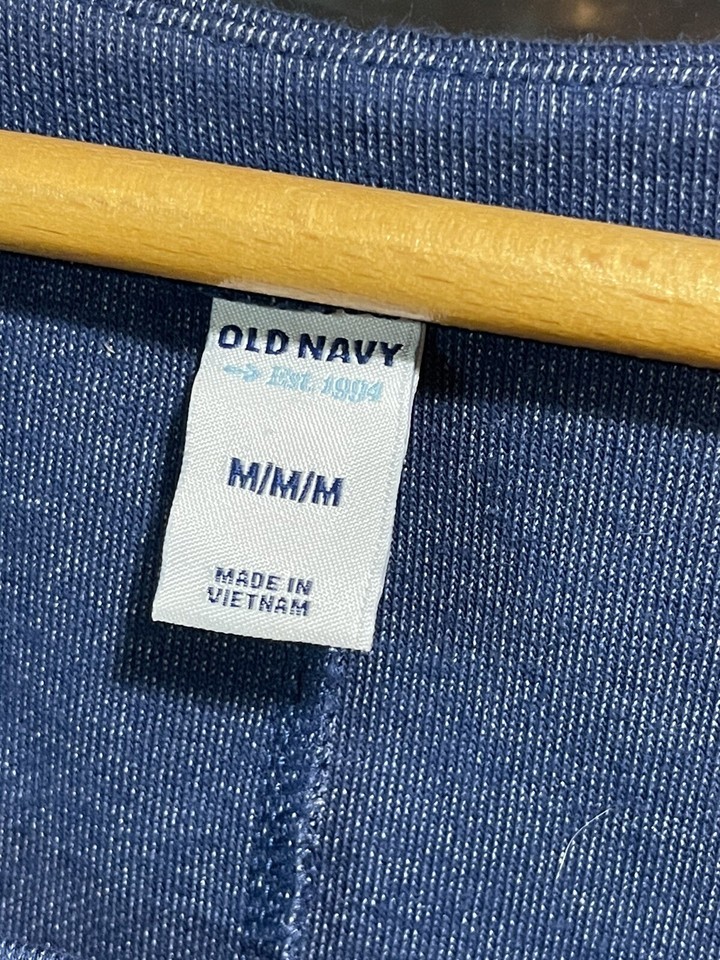 OLD NAVY
Est. 1994
M/M/M
MADE IN
VIETNAM